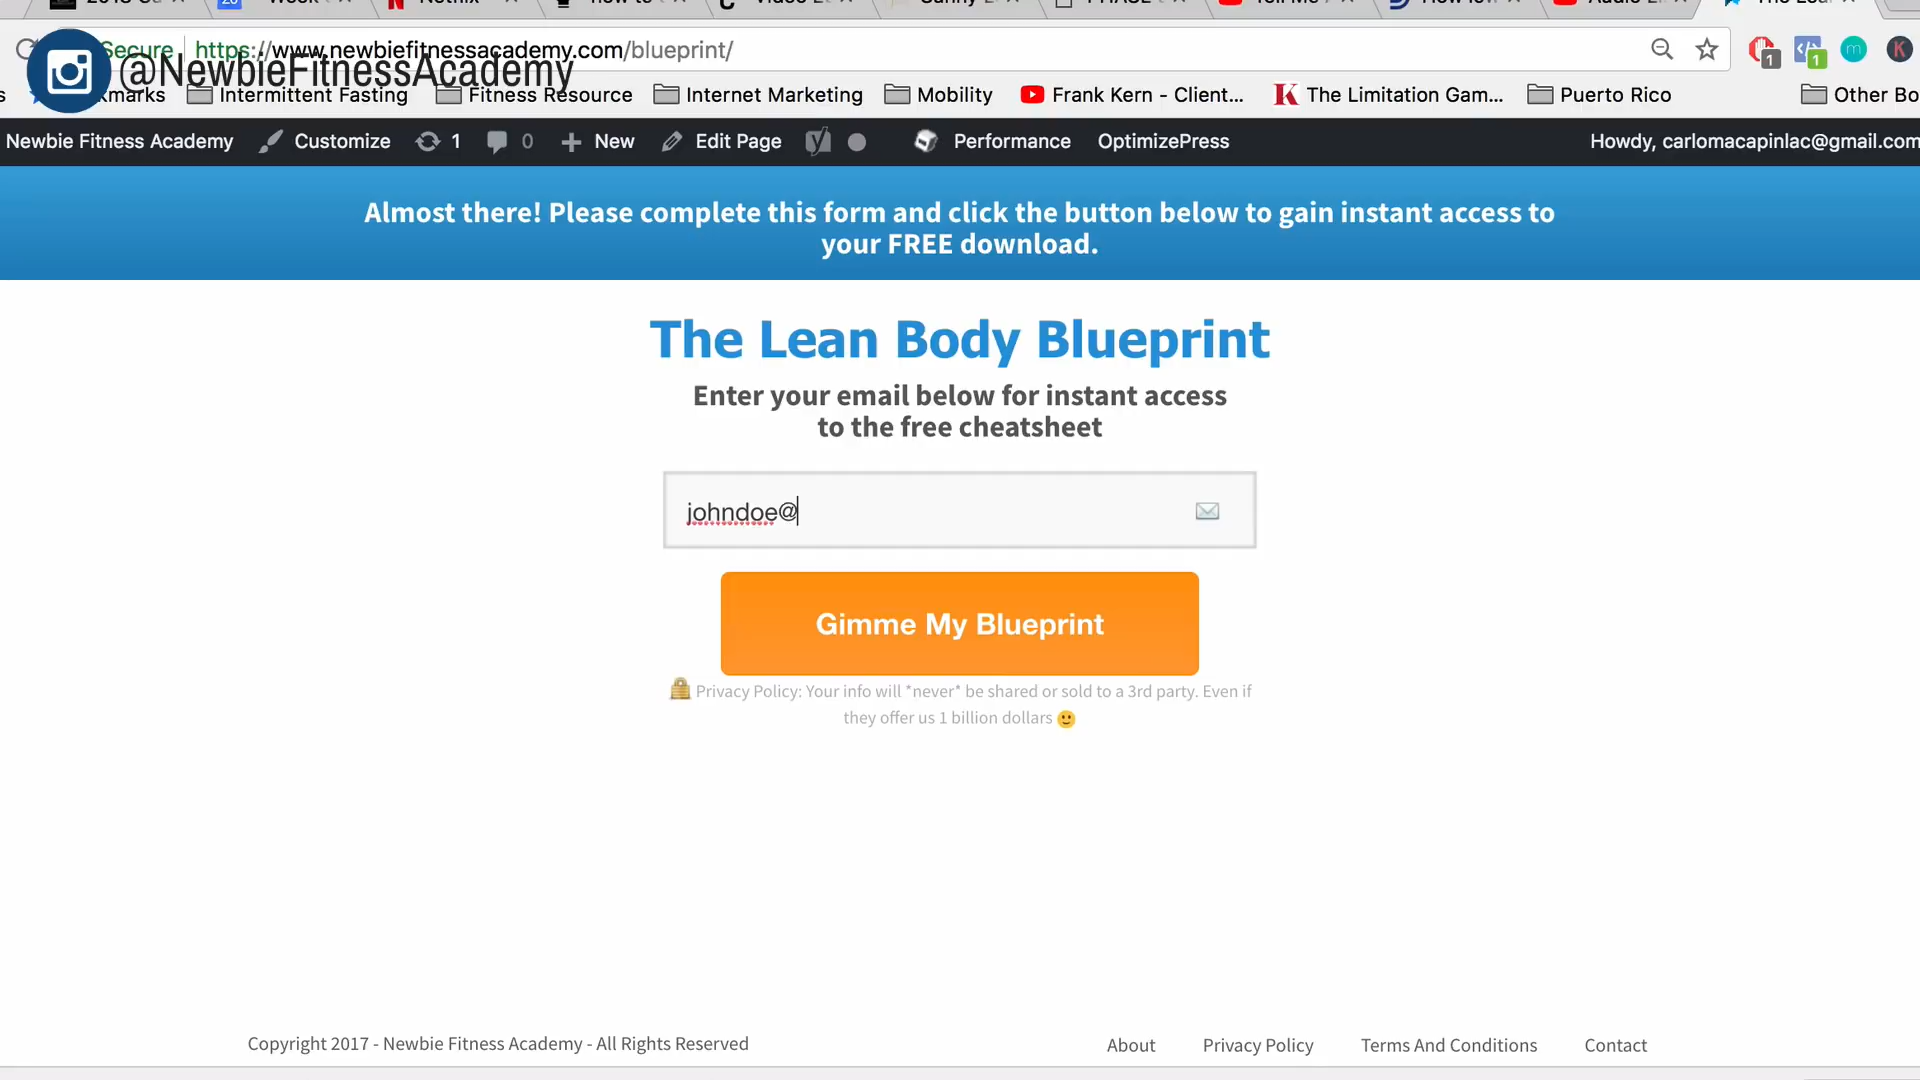 Netflix
Secure https://www.newbiefitnessacademy.com/blueprint/
@NewbieFitnessAcademy
Intermittent Fasting Fitness Resource Internet Marketing Mobility Frank Kern - Client... The Limitation Gam... Puerto Rico Other Bo
Newbie Fitness Academy Customize 1 0 New Edit Page Performance OptimizePress Howdy, carlomacapinlac@gmail.com
Almost there! Please complete this form and click the button below to gain instant access to
your FREE download.
The Lean Body Blueprint
Enter your email below for instant access
to the free cheatsheet
johndoe@
Gimme My Blueprint
Privacy Policy: Your info will *never* be shared or sold to a 3rd party. Even if
they offer us 1 billion dollars
Copyright 2017 - Newbie Fitness Academy - All Rights Reserved
About Privacy Policy Terms And Conditions Contact